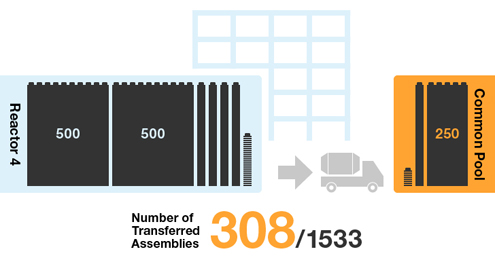 Reactor 4
500
500
250
Common Pool
Number of
Transferred
Assemblies
308/1533